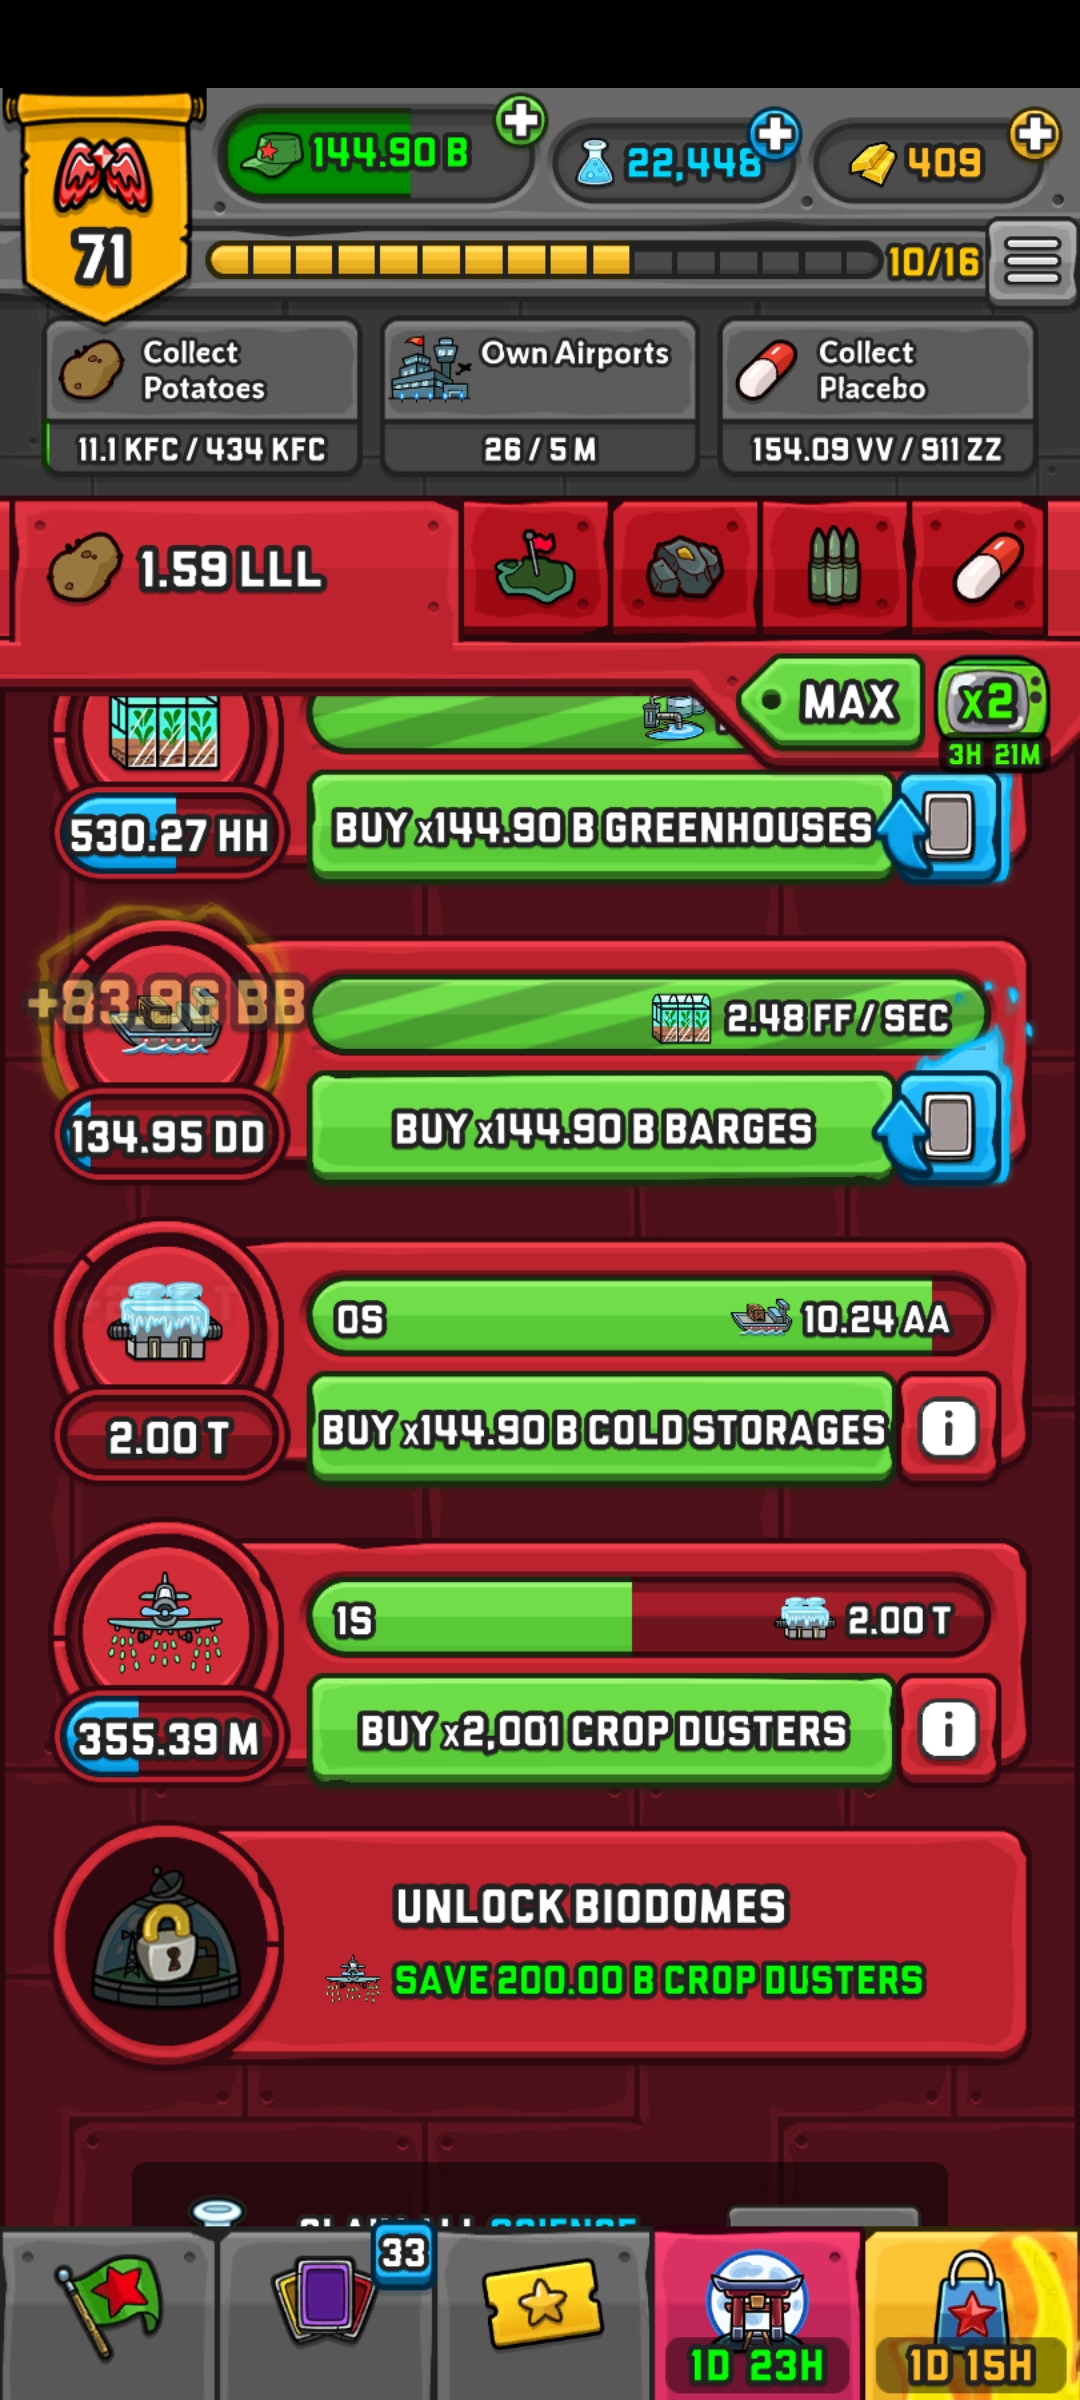 144.90 B
22,448
409
71
10/16
Collect
Potatoes
11.1 KFC / 434 KFC
Own Airports
26 / 5 M
Collect
Placebo
154.09 VV / 911 ZZ
1.59 LLL
MAX
x2
3H 21M
530.27 HH
BUY x144.90 B GREENHOUSES
+83.96 BB
2.48 FF / SEC
134.95 DD
BUY x144.90 B BARGES
0S
10.24 AA
2.00 T
BUY x144.90 B COLD STORAGES
1S
2.00 T
355.39 M
BUY x2,001 CROP DUSTERS
UNLOCK BIODOMES
SAVE 200.00 B CROP DUSTERS
33
1D 23H
1D 15H